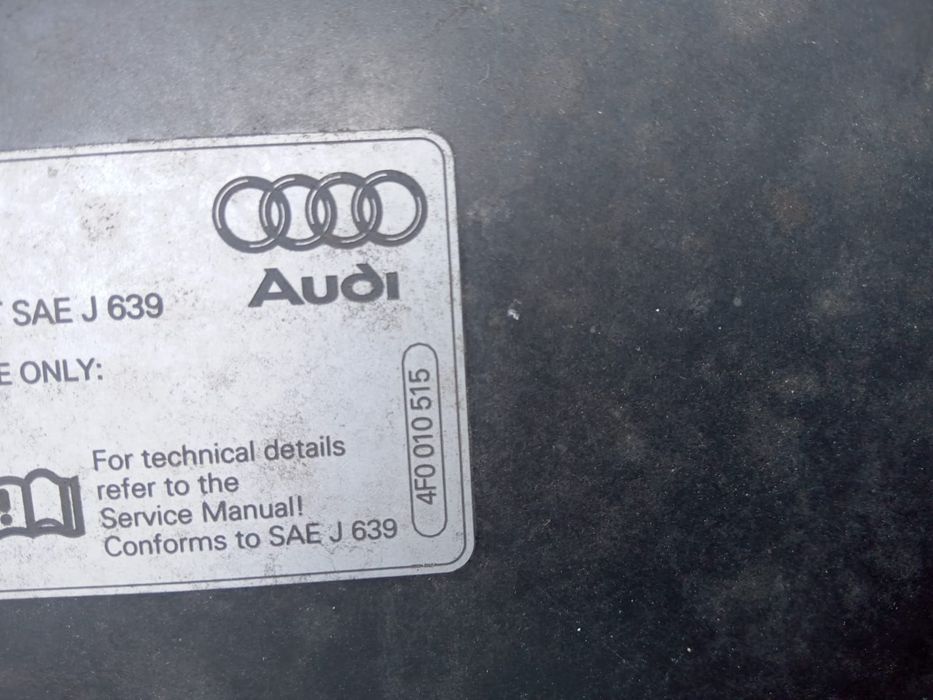 Audi
SAE J 639
ONLY:
For technical details
refer to the
Service Manual!
Conforms to SAE J 639
4F0 010 515